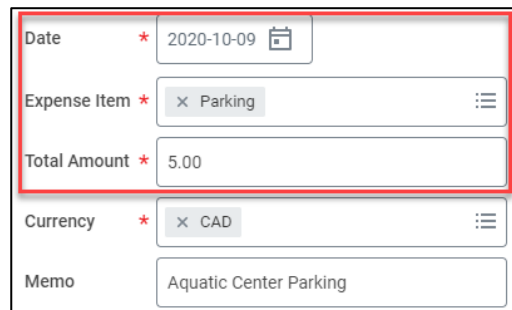 Date * 2020-10-09
Expense Item * × Parking
Total Amount * 5.00
Currency * × CAD
Memo Aquatic Center Parking